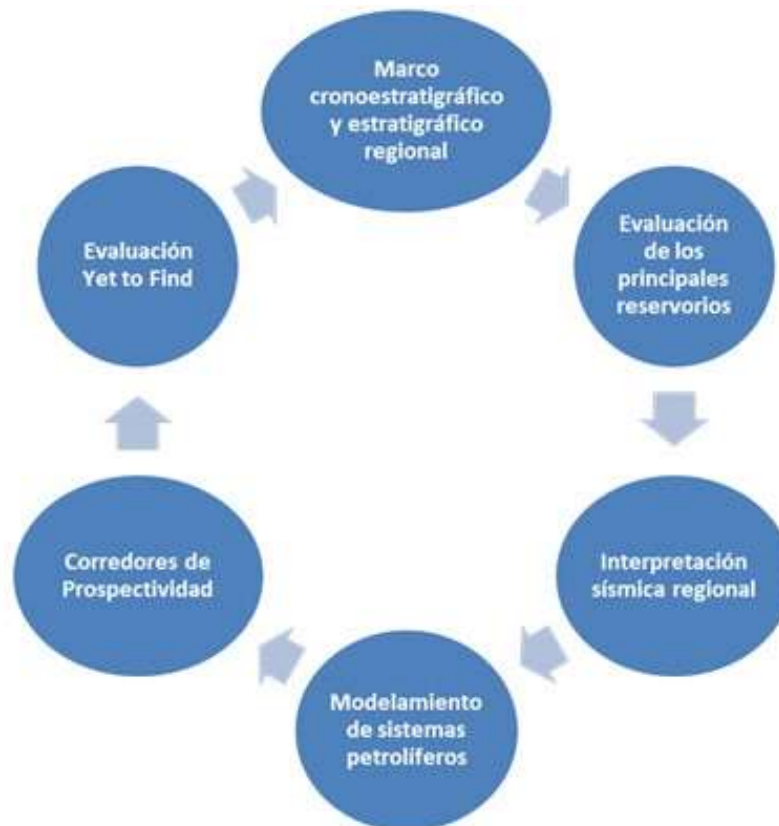 Marco
cronoestratigráfico
y estratigráfico
regional
Evaluación
de los
principales
reservorios
Interpretación
sísmica regional
Modelamiento
de sistemas
petrolíferos
Corredores de
Prospectividad
Evaluación
Yet to Find